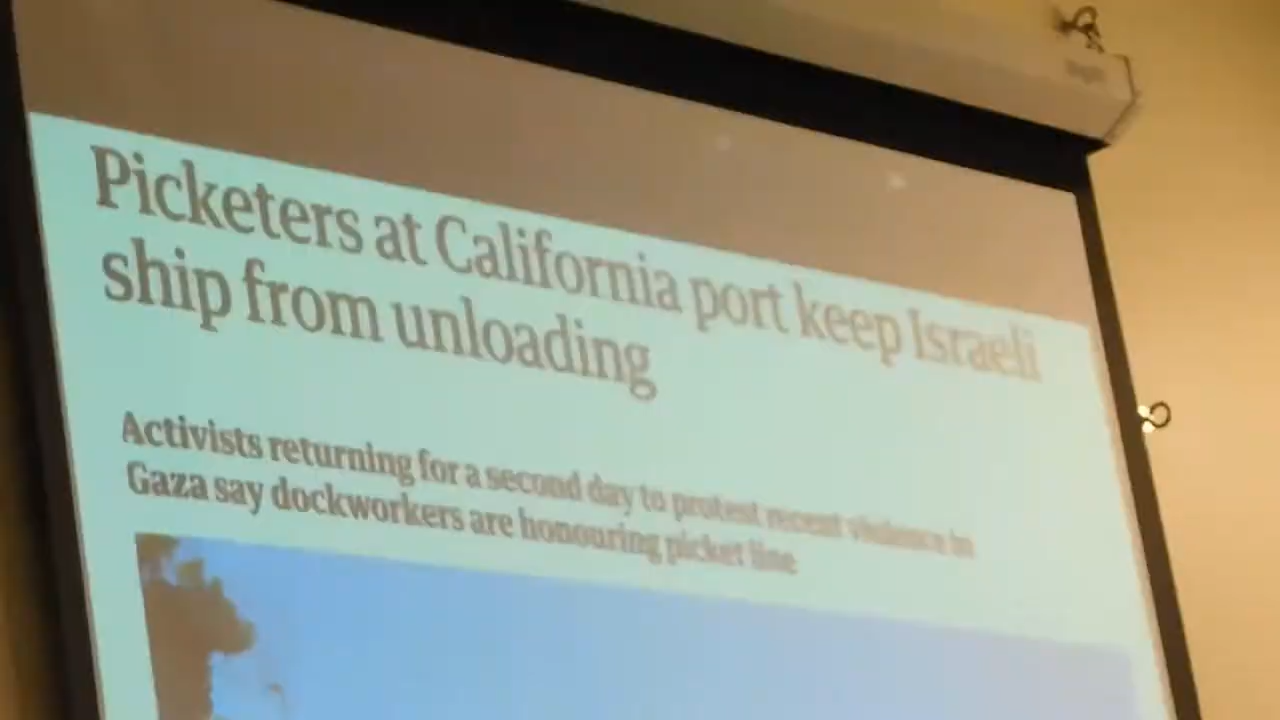 Picketers at California port keep Israeli
ship from unloading
Activists returning for a second day to protest recent violence in
Gaza say dockworkers are honouring picket line